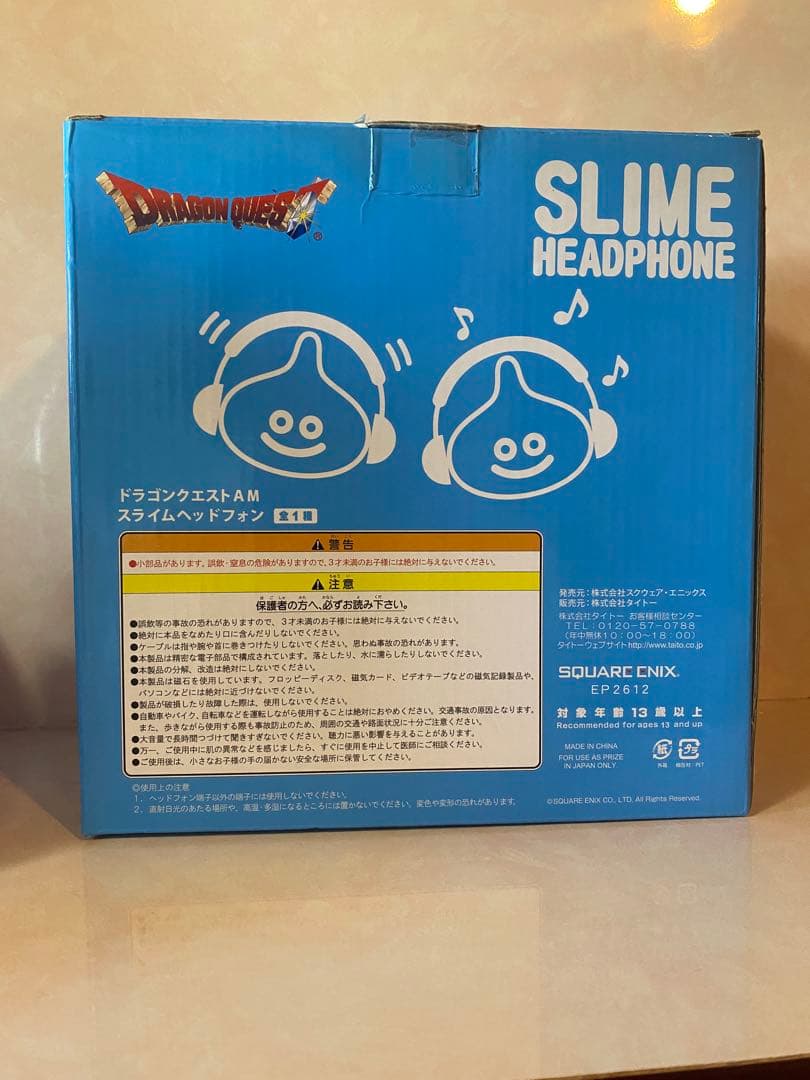 DRAGON QUEST®
SLIME
HEADPHONE
ドラゴンクエストAM
スライムヘッドフォン 全1種
警告
●小部品があります。誤飲・窒息の危険がありますので、3才未満のお子様には絶対に与えないでください。
注意
保護者の方へ、必ずお読み下さい。
●誤飲等の事故の恐れがありますので、3才未満のお子様には絶対に与えないでください。
●絶対に本品をなめたり口に含んだりしないでください。
●ケーブルは指や腕や首に巻きつけたりしないでください。思わぬ事故の恐れがあります。
●本製品は精密な電子部品で構成されています。落としたり、水に濡らしたりしないでください。
●本製品の分解、改造は絶対にしないでください。
●本製品は磁石を使用しています。フロッピーディスク、磁気カード、ビデオテープなどの磁気記録製品や、
パソコンなどには絶対に近づけないでください。
●製品が破損したり故障した際は、使用しないでください。
●自動車やバイク、自転車などを運転しながら使用することは絶対におやめください。交通事故の原因となります。
また、歩きながら使用する際も事故防止のため、周囲の交通や路面状況に十分ご注意ください。
●大音量で長時間つづけて聞きすぎないでください。聴力に悪い影響を与えることがあります。
●万一、ご使用中に肌の異常などを感じましたら、すぐに使用を中止して医師にご相談ください。
●ご使用後は、小さなお子様の手の届かない安全な場所に保管してください。
◎使用上の注意
1．ヘッドフォン端子以外の端子には使用しないでください。
2．直射日光のあたる場所や、高温・多湿になるところには置かないでください。変色や変形の恐れがあります。
発売元：株式会社スクウェア・エニックス
販売元：株式会社タイトー
株式会社タイトー お客様相談センター
TEL：0120-57-0788
（年中無休10：00～18：00）
タイトーウェブサイトhttp://www.taito.co.jp
SQUARE ENIX®
EP2612
対象年齢13歳以上
Recommended for ages 13 and up
MADE IN CHINA
FOR USE AS PRIZE
IN JAPAN ONLY.
紙
外箱
プラ
©SQUARE ENIX CO., LTD. All Rights Reserved.